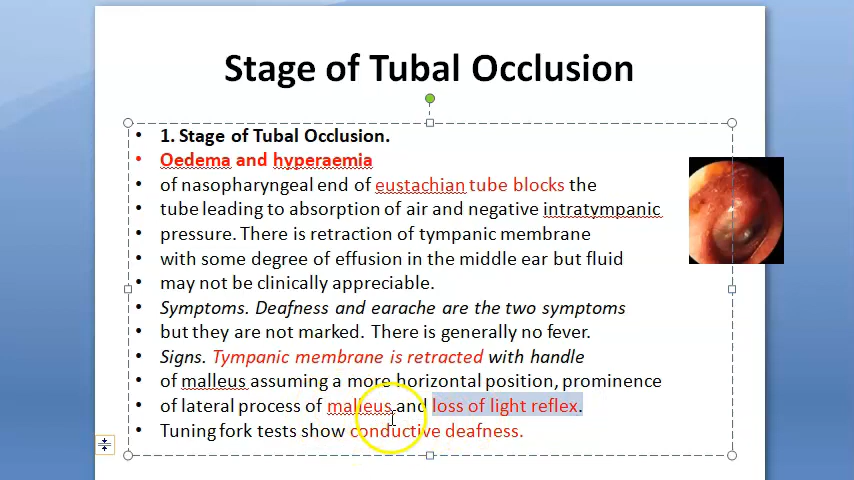 Stage of Tubal Occlusion
1. Stage of Tubal Occlusion.
Oedema and hyperaemia
of nasopharyngeal end of eustachian tube blocks the
tube leading to absorption of air and negative intratympanic
pressure. There is retraction of tympanic membrane
with some degree of effusion in the middle ear but fluid
may not be clinically appreciable.
Symptoms. Deafness and earache are the two symptoms
but they are not marked. There is generally no fever.
Signs. Tympanic membrane is retracted with handle
of malleus assuming a more horizontal position, prominence
of lateral process of malleus and loss of light reflex.
Tuning fork tests show conductive deafness.